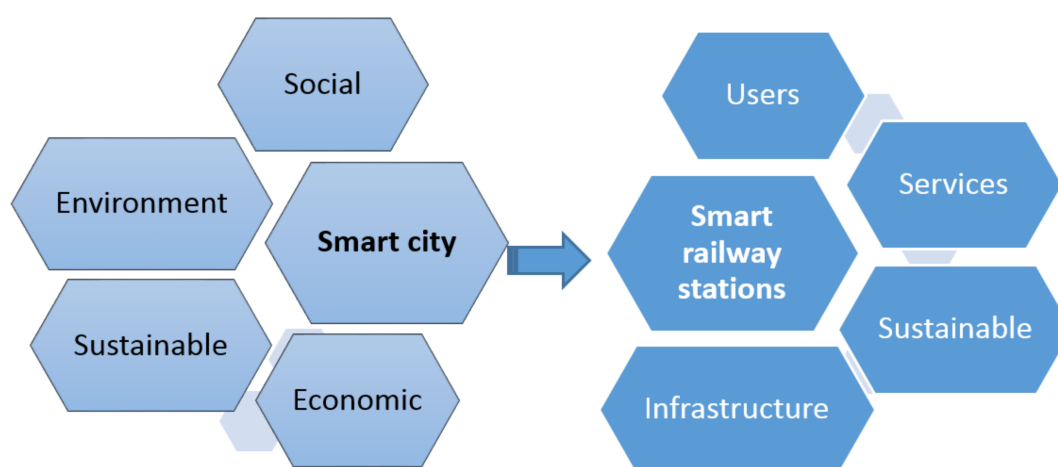 Social
Environment
Smart city
Sustainable
Economic
Users
Services
Smart
railway
stations
Sustainable
Infrastructure